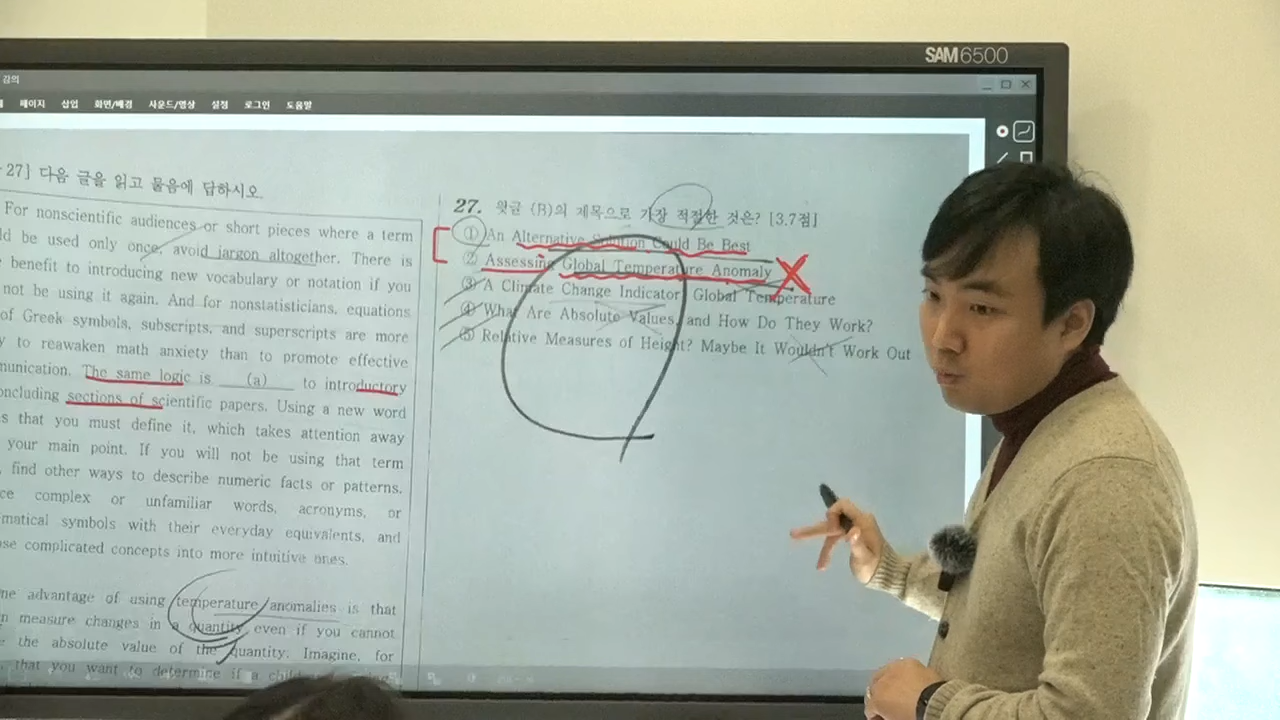 SAM6500
강의
페이지 삽입 화면/배경 사운드/영상 설정 로그인 도움말
27] 다음 글을 읽고 물음에 답하시오.
For nonscientific audiences or short pieces where a term
be used only once, avoid jargon altogether. There is
benefit to introducing new vocabulary or notation if you
not be using it again. And for nonstatisticians, equations
of Greek symbols, subscripts, and superscripts are more
to reawaken math anxiety than to promote effective
The same logic is (a) to introductory
sections of scientific papers. Using a new word
that you must define it, which takes attention away
your main point. If you will not be using that term
find other ways to describe numeric facts or patterns.
complex or unfamiliar words, acronyms, or
symbols with their everyday equivalents, and
complicated concepts into more intuitive ones.
advantage of using temperature anomalies is that
measure changes in a quantity even if you cannot
the absolute value of the quantity. Imagine, for
that you want to determine if a
27. 윗글 (B)의 제목으로 가장 적절한 것은? [3.7점]
① An Alternative Solution Could Be Best
② Assessing Global Temperature Anomaly
③ A Climate Change Indicator: Global Temperature
④ What Are Absolute Values, and How Do They Work?
⑤ Relative Measures of Height? Maybe It Wouldn't Work Out